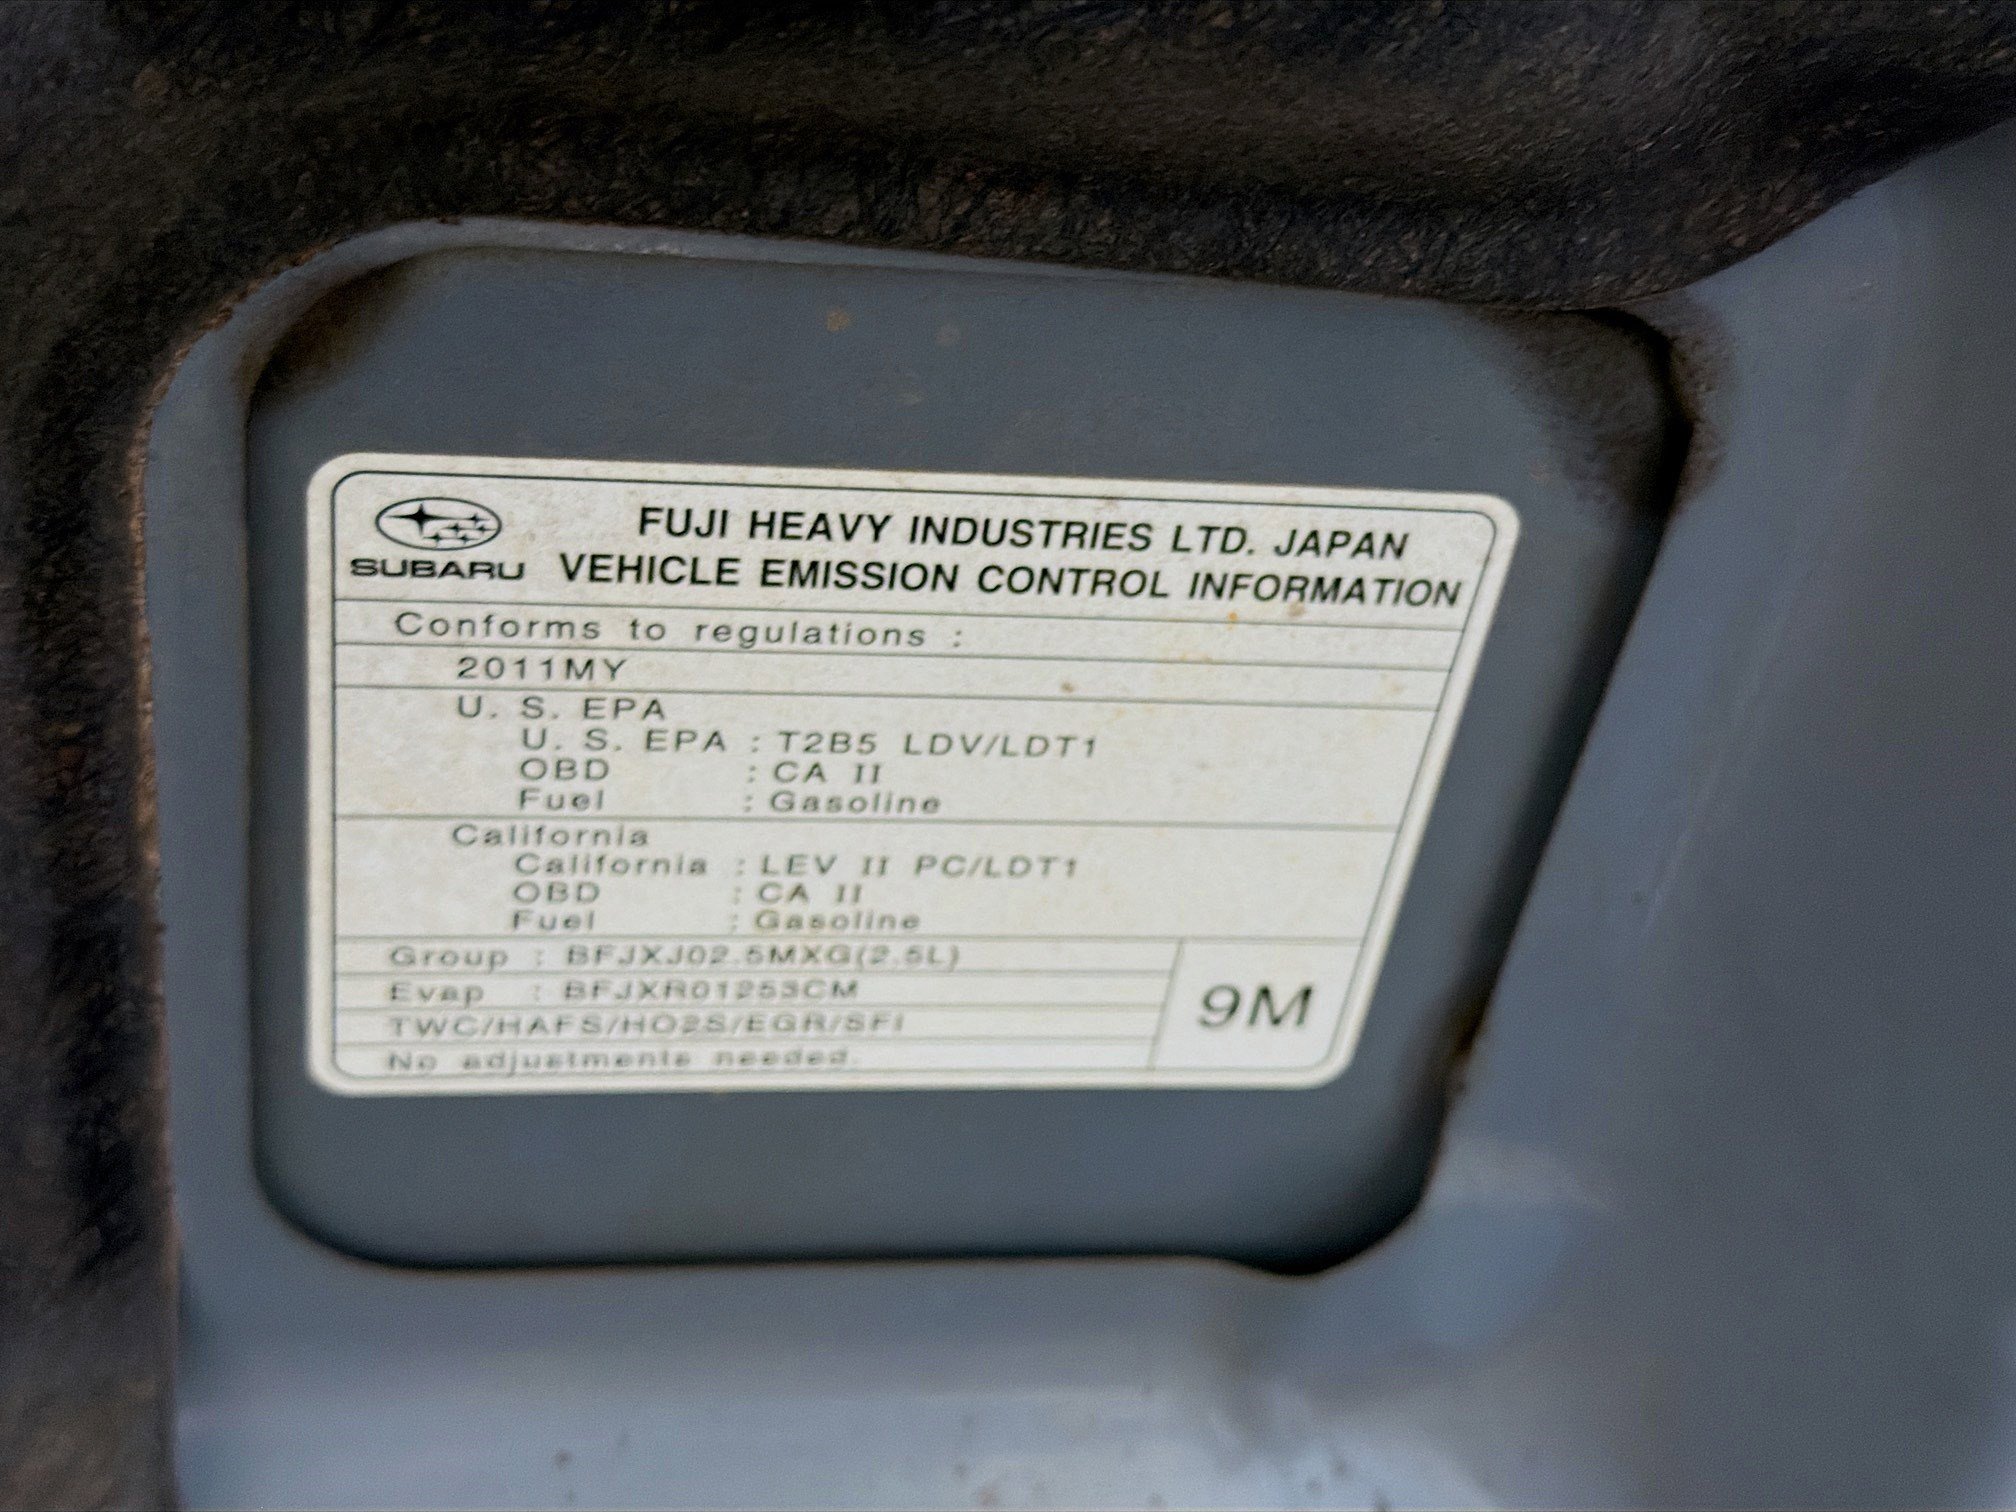 FUJI HEAVY INDUSTRIES LTD. JAPAN
SUBARU VEHICLE EMISSION CONTROL INFORMATION
Conforms to regulations :
2011MY
U. S. EPA
U. S. EPA : T2B5 LDV/LDT1
OBD : CA II
Fuel : Gasoline
California
California : LEV II PC/LDT1
OBD : CA II
Fuel : Gasoline
Group : BFJXJ02.5MXG(2.5L)
Evap : BFJXR01253CM
TWC/HAFS/HO2S/EGR/SFI
No adjustments needed.
9M